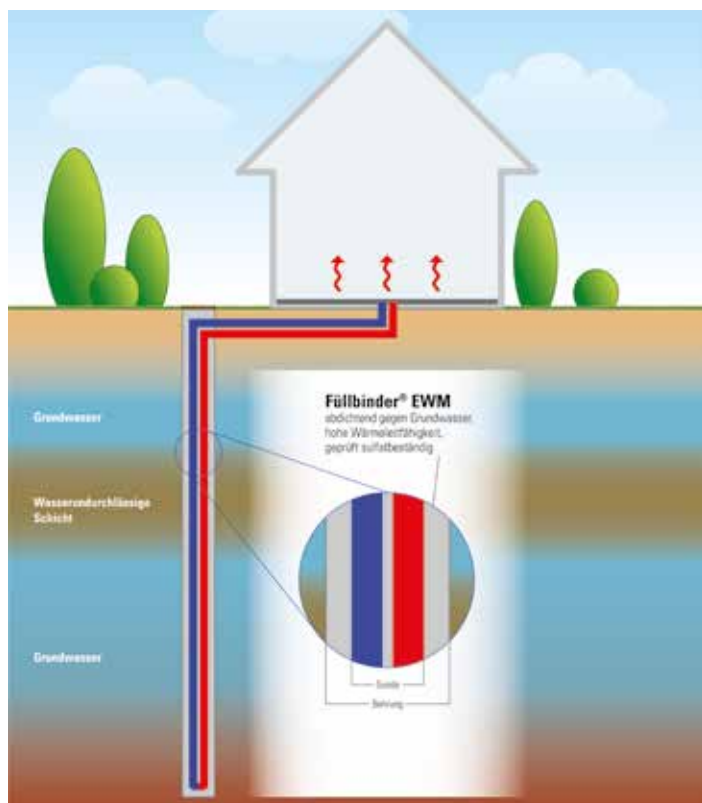 Füllbinder® EWM
abdichtend gegen Grundwasser,
hohe Wärmeleitfähigkeit,
geprüft sulfatbeständig
Grundwasser
Wasserundurchlässige
Schicht
Grundwasser
Sonde
Bohrung